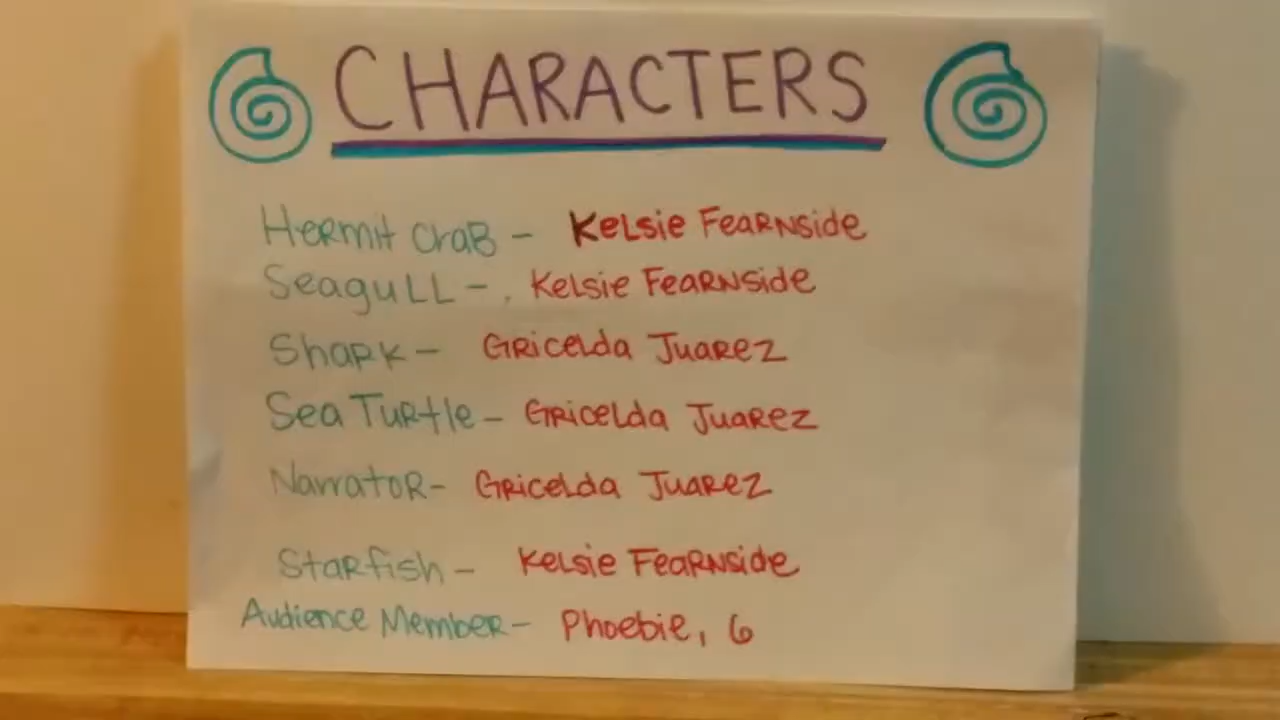 CHARACTERS
Hermit Crab - Kelsie Fearnside
Seagull - Kelsie Fearnside
Shark - Gricelda Juarez
Sea Turtle - Gricelda Juarez
Narrator - Gricelda Juarez
Starfish - Kelsie Fearnside
Audience Member - Phoebie, 6